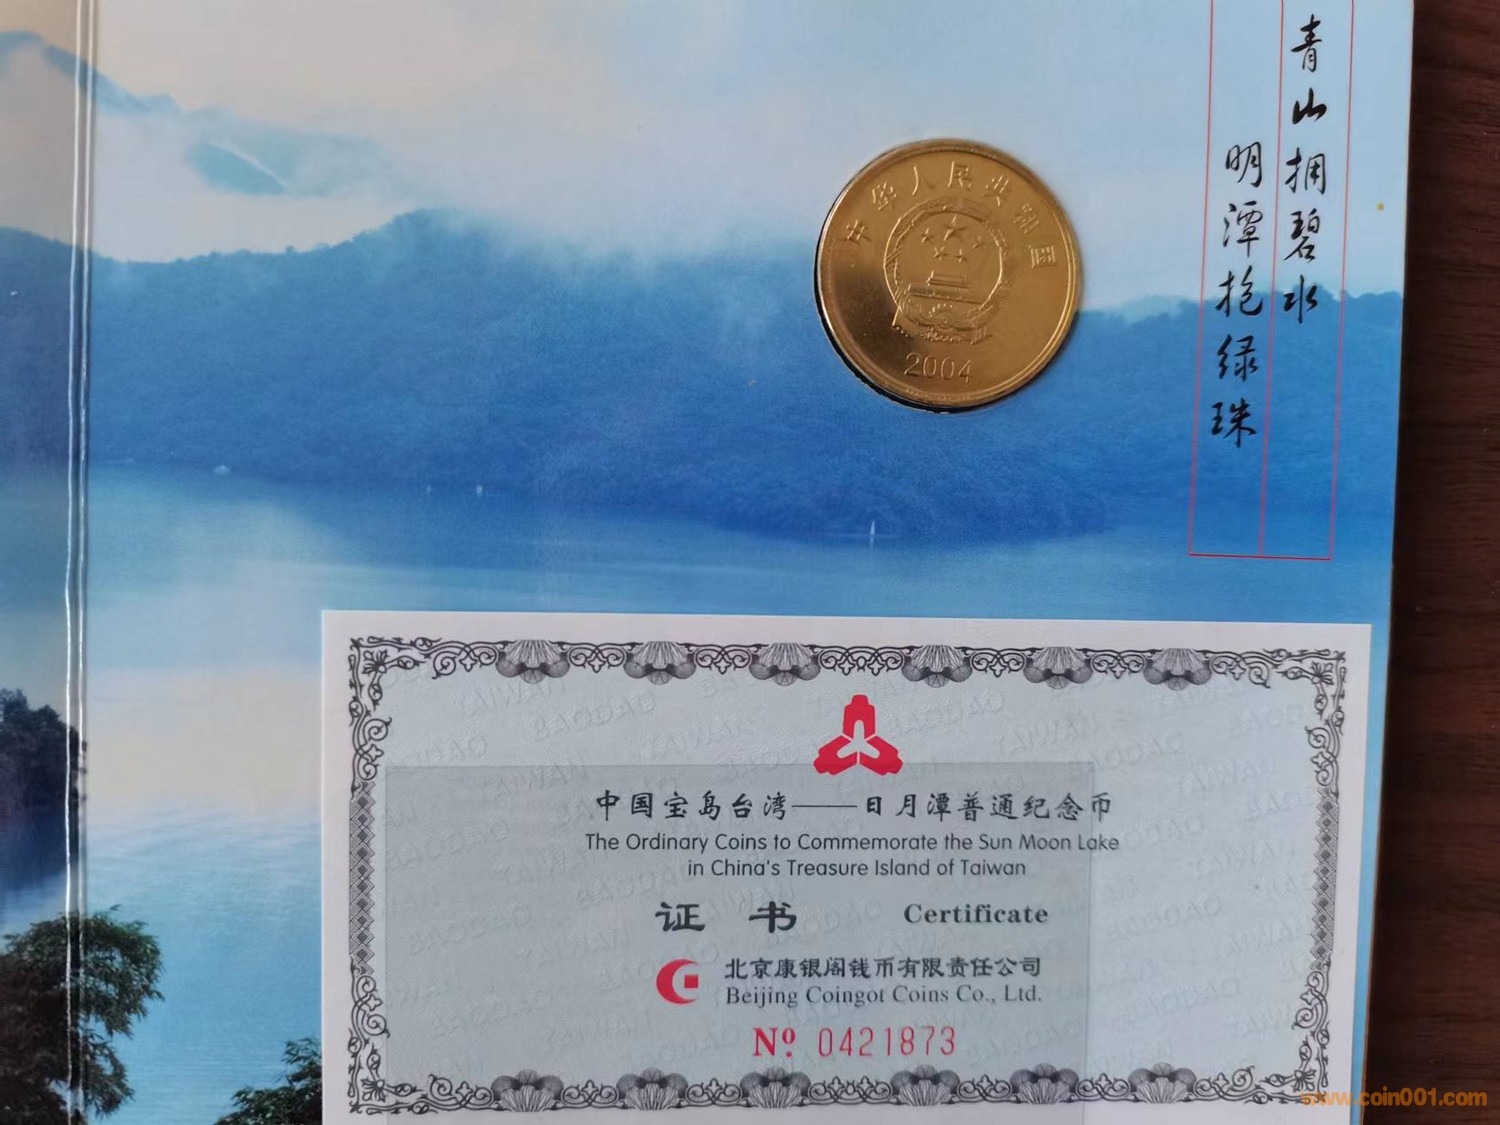 青山拥碧水
明潭抱绿珠
中华人民共和国
2004
中国宝岛台湾——日月潭普通纪念币
The Ordinary Coins to Commemorate the Sun Moon Lake
in China's Treasure Island of Taiwan
证 书 Certificate
北京康银阁钱币有限责任公司
Beijing Coingot Coins Co., Ltd.
Nº 0421873
www.coin001.com